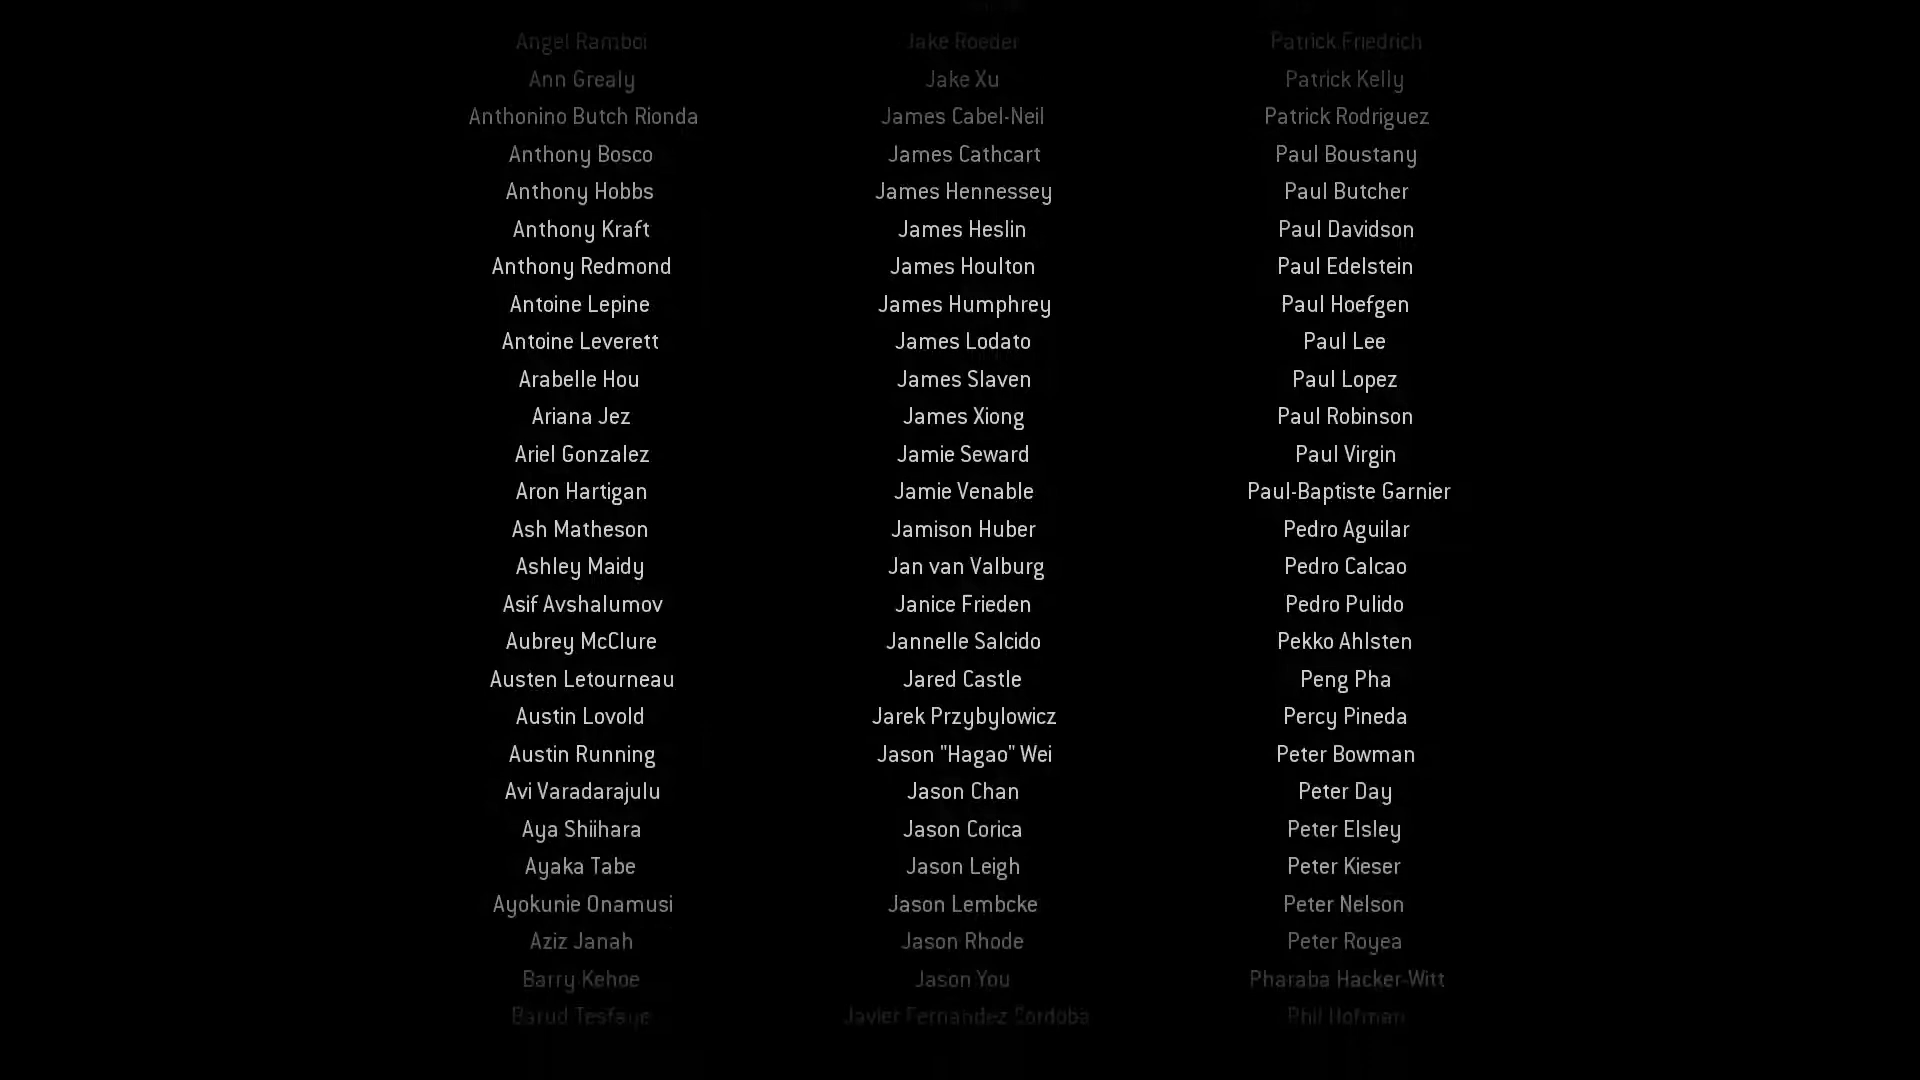 Angel Ramboi
Ann Grealy
Anthonino Butch Rionda
Anthony Bosco
Anthony Hobbs
Anthony Kraft
Anthony Redmond
Antoine Lepine
Antoine Leverett
Arabelle Hou
Ariana Jez
Ariel Gonzalez
Aron Hartigan
Ash Matheson
Ashley Maidy
Asif Avshalumov
Aubrey McClure
Austen Letourneau
Austin Lovold
Austin Running
Avi Varadarajulu
Aya Shiihara
Ayaka Tabe
Ayokunie Onamusi
Aziz Janah
Barry Kehoe
Barud Tesfaye
Jake Roeder
Jake Xu
James Cabel-Neil
James Cathcart
James Hennessey
James Heslin
James Houlton
James Humphrey
James Lodato
James Slaven
James Xiong
Jamie Seward
Jamie Venable
Jamison Huber
Jan van Valburg
Janice Frieden
Jannelle Salcido
Jared Castle
Jarek Przybylowicz
Jason "Hagao" Wei
Jason Chan
Jason Corica
Jason Leigh
Jason Lembcke
Jason Rhode
Jason You
Javier Fernandez Cordoba
Patrick Friedrich
Patrick Kelly
Patrick Rodriguez
Paul Boustany
Paul Butcher
Paul Davidson
Paul Edelstein
Paul Hoefgen
Paul Lee
Paul Lopez
Paul Robinson
Paul Virgin
Paul-Baptiste Garnier
Pedro Aguilar
Pedro Calcao
Pedro Pulido
Pekko Ahlsten
Peng Pha
Percy Pineda
Peter Bowman
Peter Day
Peter Elsley
Peter Kieser
Peter Nelson
Peter Royea
Pharaba Hacker-Witt
Phil Hofman